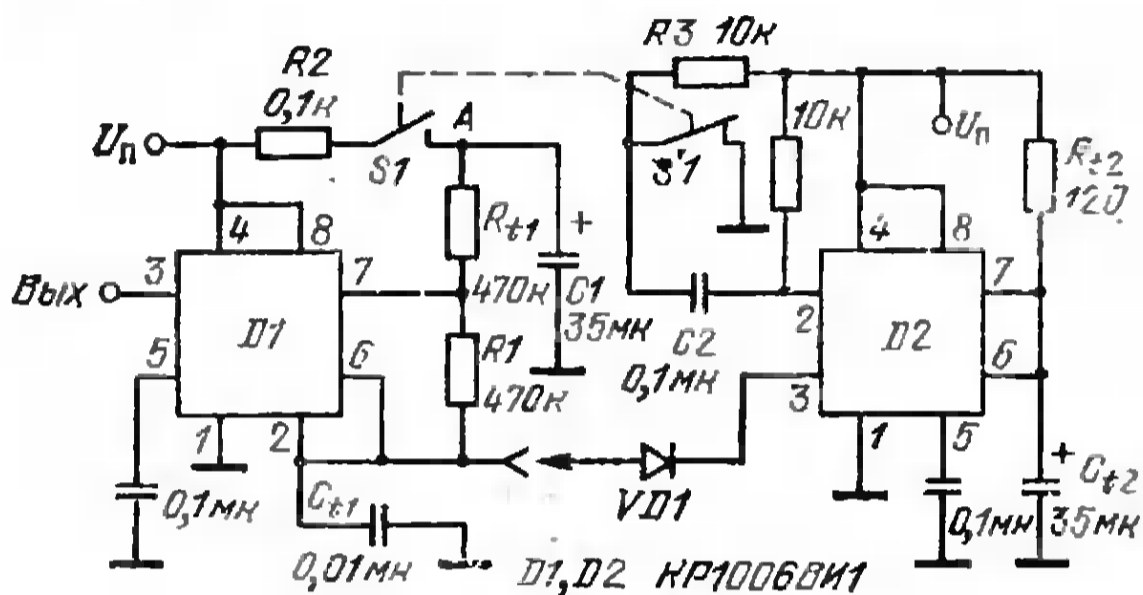 R2
0,1к
Uп
S1
A
R3 10к
10к
S'1
Uп
Rt2
120
4
8
3
7
Вых
D1
5
6
1
2
Rt1
470к
C1
+
35мк
R1
470к
0,1мк
Ct1
0,01мк
C2
0,1мк
VD1
4
8
2
7
D2
3
6
1
5
0,1мк
+
Ct2
35мк
D1, D2 КР1006ВИ1